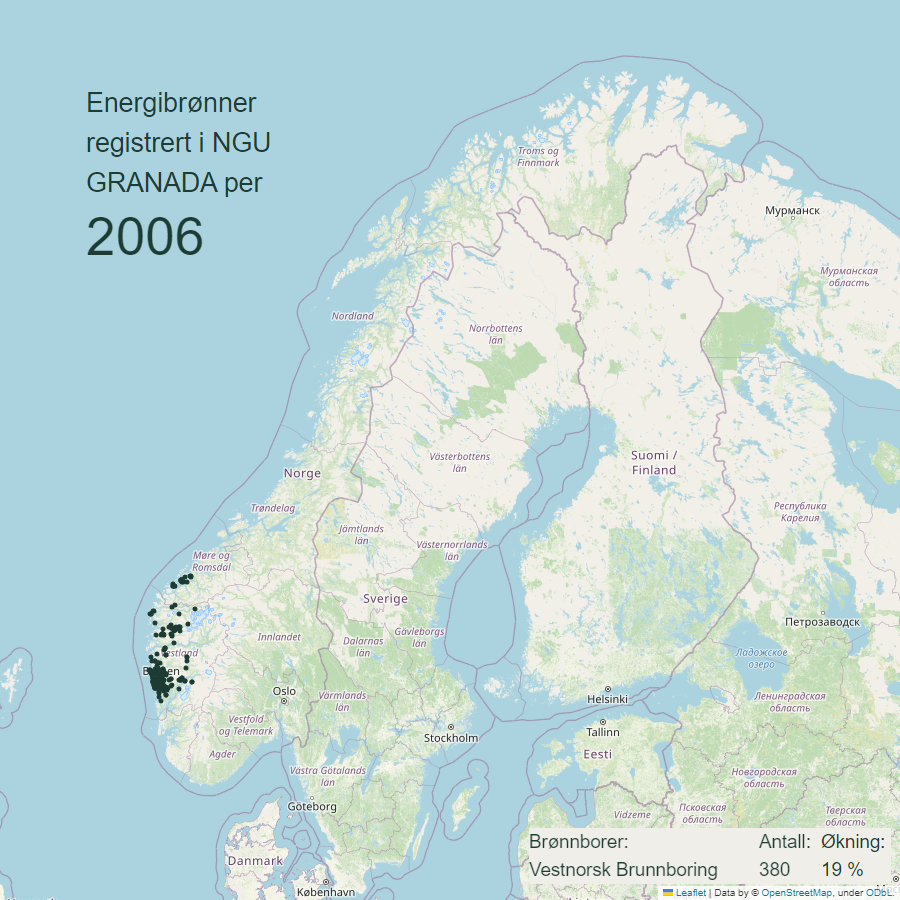 Energibrønner
registrert i NGU
GRANADA per
2006
Troms og
Finnmark
Мурманск
Мурманская
область
Nordland
Norrbottens
län
Norge
Västerbottens
län
Suomi /
Finland
Trøndelag
Республика
Карелия
Jämtlands
län
Västernorrlands
län
Møre og
Romsdal
Sverige
Петрозаводск
Innlandet
Dalarnas
län
Gävleborgs
län
Ладожское
озеро
Oslo
Värmlands
län
Helsinki
Ленинградская
область
Vestfold
og Telemark
Stockholm
Tallinn
Agder
Eesti
Västra Götalands
län
Новгородская
область
Göteborg
Vidzeme
Псковская
область
Тверская
область
Danmark
København
Brønnborer: Antall: Økning:
Vestnorsk Brunnboring 380 19 %
Leaflet | Data by © OpenStreetMap, under ODbL.